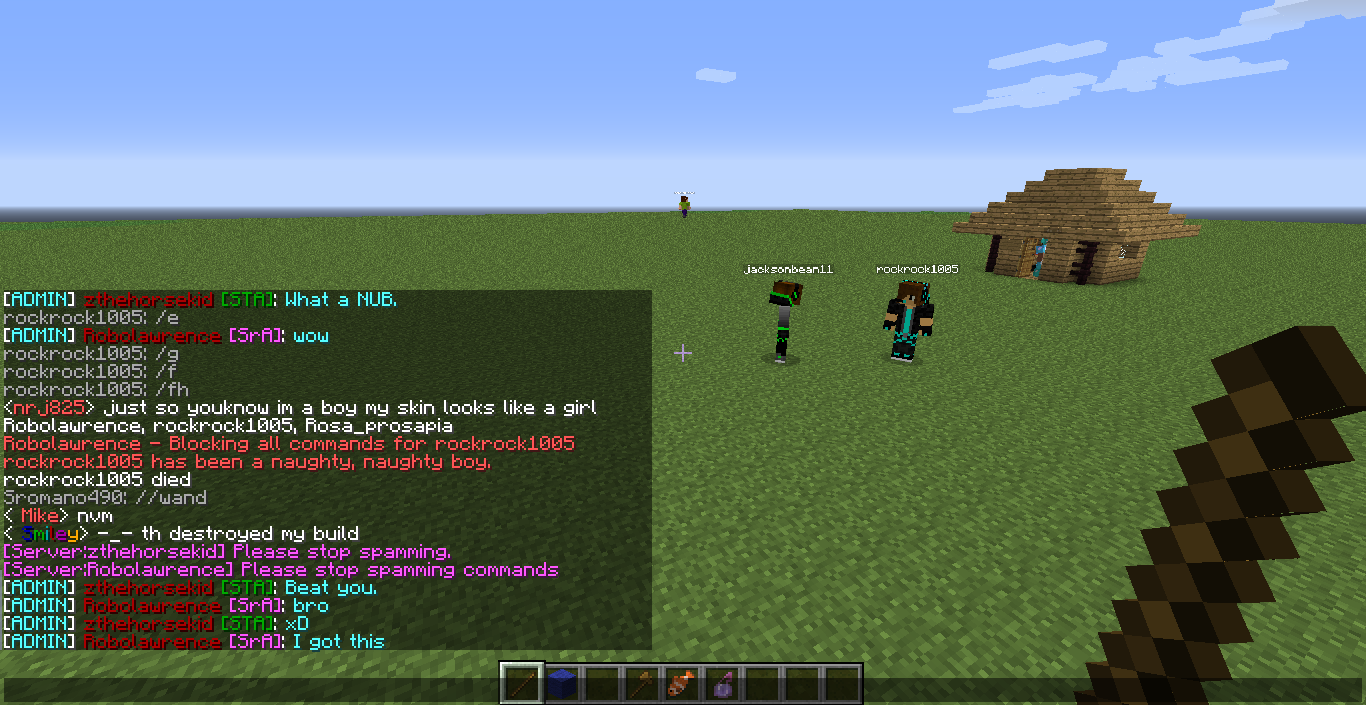 jacksonbeam11
rockrock1005
[ADMIN] zthehorsekid [STA]: What a NUB.
rockrock1005: /e
[ADMIN] Robolawrence [SrA]: wow
rockrock1005: /g
rockrock1005: /f
rockrock1005: /fh
<nrj825> just so youknow im a boy my skin looks like a girl
Robolawrence, rockrock1005, Rosa_prosapia
Robolawrence - Blocking all commands for rockrock1005
rockrock1005 has been a naughty, naughty boy.
rockrock1005 died
Sromano490: //wand
< Mike> nvm
< Smiley> -_- th destroyed my build
[Server:zthehorsekid] Please stop spamming.
[Server:Robolawrence] Please stop spamming commands
[ADMIN] zthehorsekid [STA]: Beat you.
[ADMIN] Robolawrence [SrA]: bro
[ADMIN] zthehorsekid [STA]: xD
[ADMIN] Robolawrence [SrA]: I got this